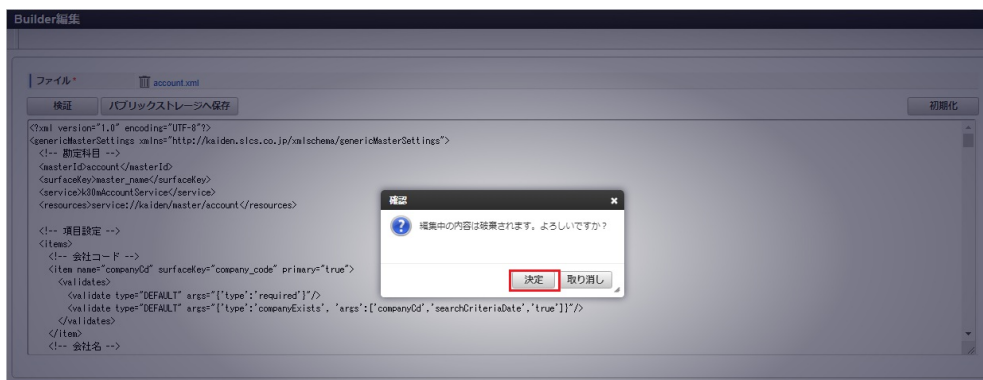 Builder編集
ファイル*
account.xml
検証
パブリックストレージへ保存
初期化
<?xml version="1.0" encoding="UTF-8"?>
<genericMasterSettings xmlns="http://kaiden.slcs.co.jp/xmlschema/genericMasterSettings">
<!-- 勘定科目 -->
<masterId>account</masterId>
<surfaceKey>master_name</surfaceKey>
<service>k30mAccountService</service>
<resources>service://kaiden/master/account</resources>
<!-- 項目設定 -->
<items>
<!-- 会社コード -->
<item name="companyCd" surfaceKey="company_code" primary="true">
<validates>
<validate type="DEFAULT" args="{'type':'required'}"/>
<validate type="DEFAULT" args="{'type':'companyExists', 'args':['companyCd','searchCriteriaDate','true']}"/>
</validates>
</item>
<!-- 会社名 -->
確認
編集中の内容は破棄されます。よろしいですか？
決定
取り消し